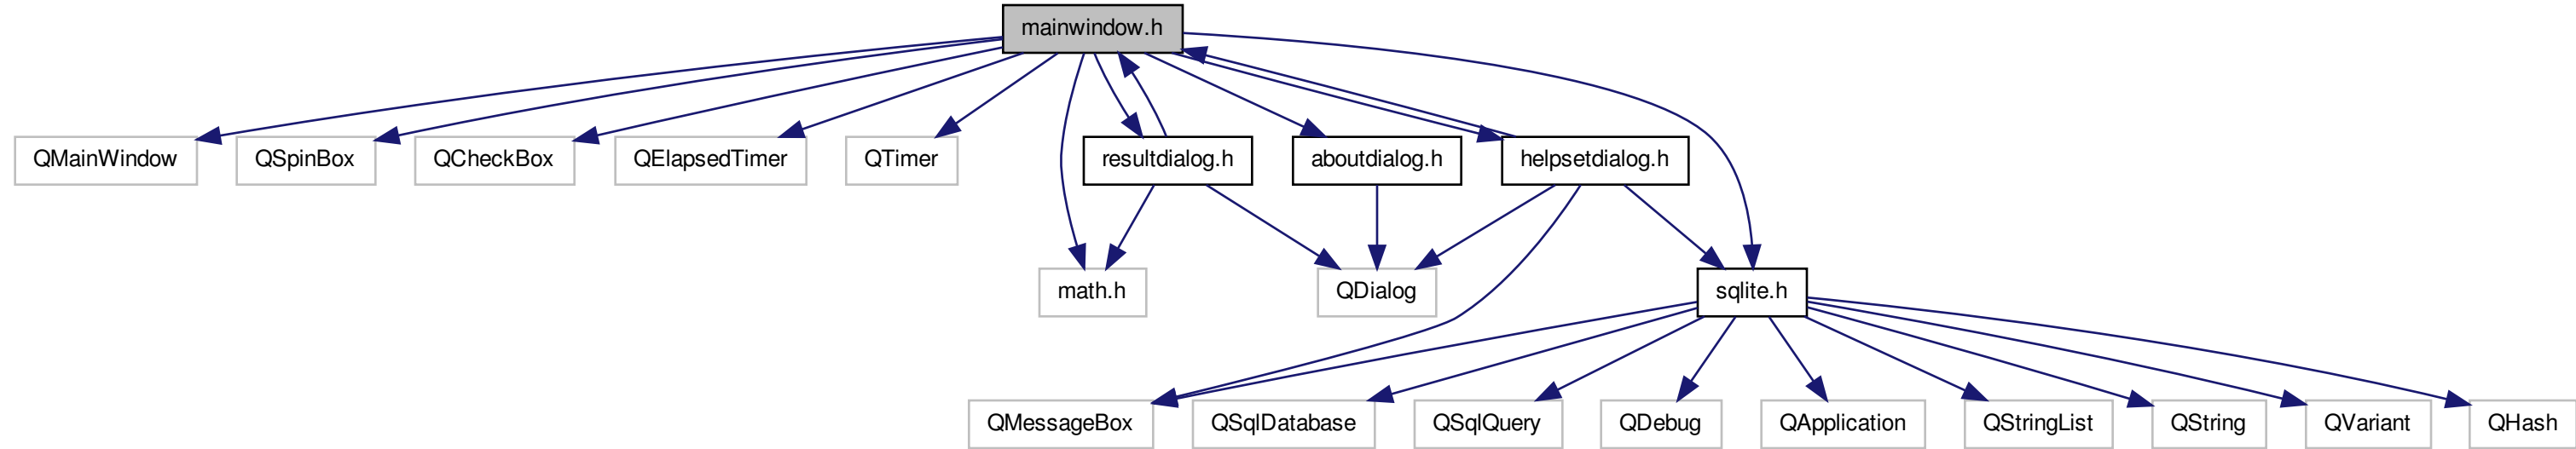 mainwindow.h
QMainWindow
QSpinBox
QCheckBox
QElapsedTimer
QTimer
resultdialog.h
aboutdialog.h
helpsetdialog.h
math.h
QDialog
sqlite.h
QMessageBox
QSqlDatabase
QSqlQuery
QDebug
QApplication
QStringList
QString
QVariant
QHash